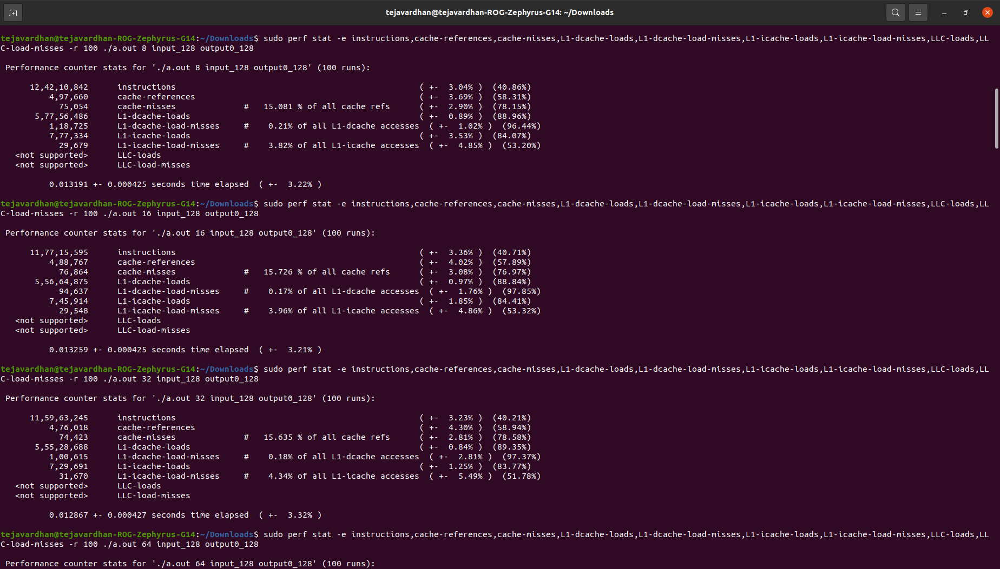 tejavardhan@tejavardhan-ROG-Zephyrus-G14: ~/Downloads
tejavardhan@tejavardhan-ROG-Zephyrus-G14:~/Downloads$ sudo perf stat -e instructions,cache-references,cache-misses,L1-dcache-loads,L1-dcache-load-misses,L1-icache-loads,L1-icache-load-misses,LLC-loads,LL
C-load-misses -r 100 ./a.out 8 input_128 output0_128
Performance counter stats for './a.out 8 input_128 output0_128' (100 runs):
12,42,10,842 instructions ( +- 3.04% ) (40.86%)
4,97,660 cache-references ( +- 3.69% ) (58.31%)
75,054 cache-misses # 15.081 % of all cache refs ( +- 2.90% ) (78.15%)
5,77,56,486 L1-dcache-loads ( +- 0.89% ) (88.96%)
1,18,725 L1-dcache-load-misses # 0.21% of all L1-dcache accesses ( +- 1.02% ) (96.44%)
7,77,334 L1-icache-loads ( +- 3.53% ) (84.07%)
29,679 L1-icache-load-misses # 3.82% of all L1-icache accesses ( +- 4.85% ) (53.20%)
<not supported> LLC-loads
<not supported> LLC-load-misses
0.013191 +- 0.000425 seconds time elapsed ( +- 3.22% )
tejavardhan@tejavardhan-ROG-Zephyrus-G14:~/Downloads$ sudo perf stat -e instructions,cache-references,cache-misses,L1-dcache-loads,L1-dcache-load-misses,L1-icache-loads,L1-icache-load-misses,LLC-loads,LL
C-load-misses -r 100 ./a.out 16 input_128 output0_128
Performance counter stats for './a.out 16 input_128 output0_128' (100 runs):
11,77,15,595 instructions ( +- 3.36% ) (40.71%)
4,88,767 cache-references ( +- 4.02% ) (57.89%)
76,864 cache-misses # 15.726 % of all cache refs ( +- 3.08% ) (76.97%)
5,56,64,875 L1-dcache-loads ( +- 0.97% ) (88.84%)
94,637 L1-dcache-load-misses # 0.17% of all L1-dcache accesses ( +- 1.76% ) (97.85%)
7,45,914 L1-icache-loads ( +- 1.85% ) (84.41%)
29,548 L1-icache-load-misses # 3.96% of all L1-icache accesses ( +- 4.86% ) (53.32%)
<not supported> LLC-loads
<not supported> LLC-load-misses
0.013259 +- 0.000425 seconds time elapsed ( +- 3.21% )
tejavardhan@tejavardhan-ROG-Zephyrus-G14:~/Downloads$ sudo perf stat -e instructions,cache-references,cache-misses,L1-dcache-loads,L1-dcache-load-misses,L1-icache-loads,L1-icache-load-misses,LLC-loads,LL
C-load-misses -r 100 ./a.out 32 input_128 output0_128
Performance counter stats for './a.out 32 input_128 output0_128' (100 runs):
11,59,63,245 instructions ( +- 3.23% ) (40.21%)
4,76,018 cache-references ( +- 4.30% ) (58.94%)
74,423 cache-misses # 15.635 % of all cache refs ( +- 2.81% ) (78.58%)
5,55,28,688 L1-dcache-loads ( +- 0.84% ) (89.35%)
1,00,615 L1-dcache-load-misses # 0.18% of all L1-dcache accesses ( +- 2.81% ) (97.37%)
7,29,691 L1-icache-loads ( +- 1.25% ) (83.77%)
31,670 L1-icache-load-misses # 4.34% of all L1-icache accesses ( +- 5.49% ) (51.78%)
<not supported> LLC-loads
<not supported> LLC-load-misses
0.012867 +- 0.000427 seconds time elapsed ( +- 3.32% )
tejavardhan@tejavardhan-ROG-Zephyrus-G14:~/Downloads$ sudo perf stat -e instructions,cache-references,cache-misses,L1-dcache-loads,L1-dcache-load-misses,L1-icache-loads,L1-icache-load-misses,LLC-loads,LL
C-load-misses -r 100 ./a.out 64 input_128 output0_128
Performance counter stats for './a.out 64 input_128 output0_128' (100 runs):